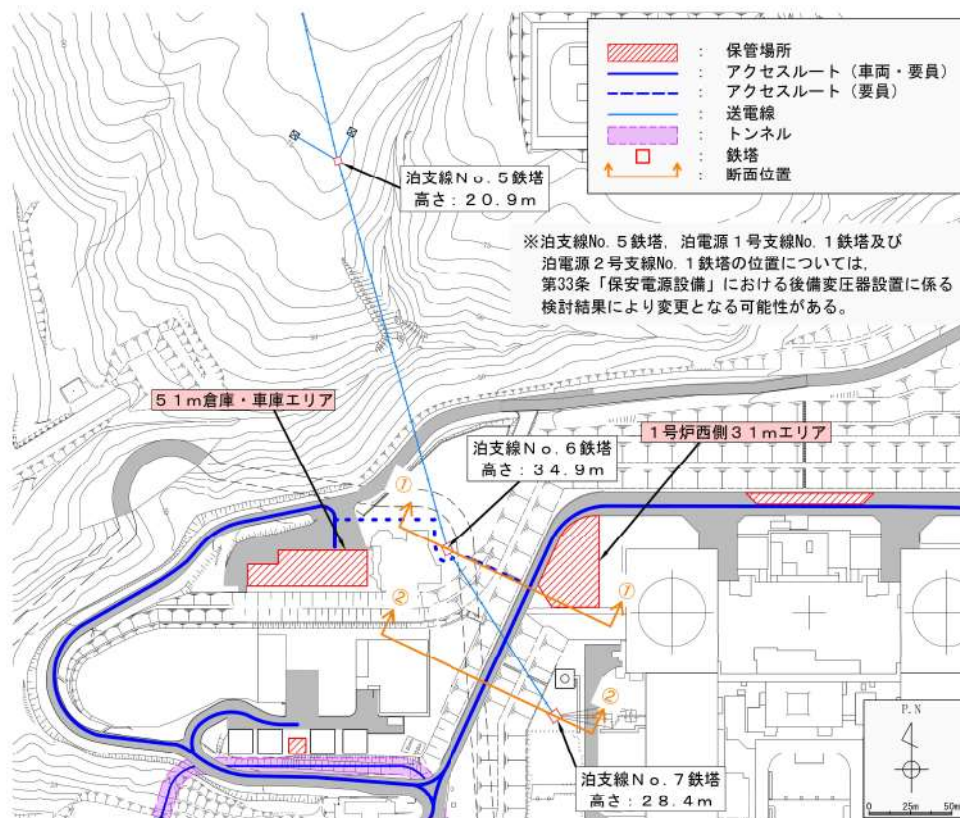 ： 保管場所
： アクセスルート（車両・要員）
： アクセスルート（要員）
： 送電線
： トンネル
： 鉄塔
： 断面位置
泊支線Ｎｏ．５鉄塔
高さ：２０．９ｍ
※泊支線No.５鉄塔，泊電源１号支線No.１鉄塔及び
泊電源２号支線No.１鉄塔の位置については，
第33条「保安電源設備」における後備変圧器設置に係る
検討結果により変更となる可能性がある。
５１ｍ倉庫・車庫エリア
泊支線Ｎｏ．６鉄塔
高さ：３４．９ｍ
１号炉西側３１ｍエリア
①
①
②
②
泊支線Ｎｏ．７鉄塔
高さ：２８．４ｍ
P.N
0 25m 50m